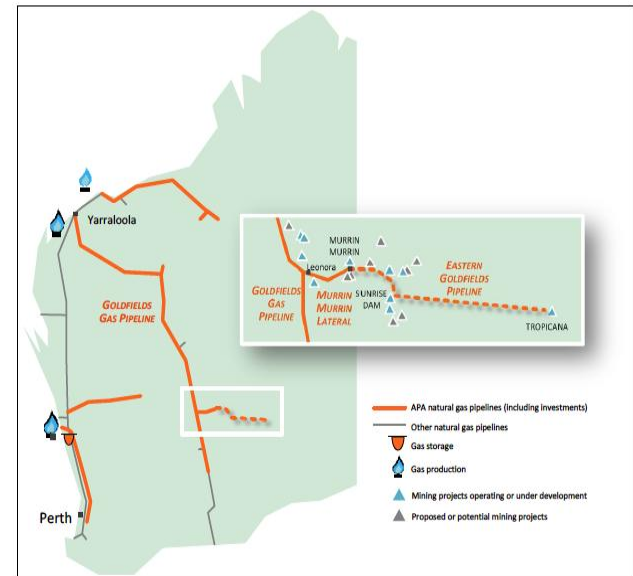 Yarraloola
GOLDFIELDS
GAS PIPELINE
Perth
MURRIN
MURRIN
Leonora
EASTERN
GOLDFIELDS
PIPELINE
GOLDFIELDS
GAS
PIPELINE
MURRIN
MURRIN
LATERAL
SUNRISE
DAM
TROPICANA
APA natural gas pipelines (including investments)
Other natural gas pipelines
Gas storage
Gas production
Mining projects operating or under development
Proposed or potential mining projects